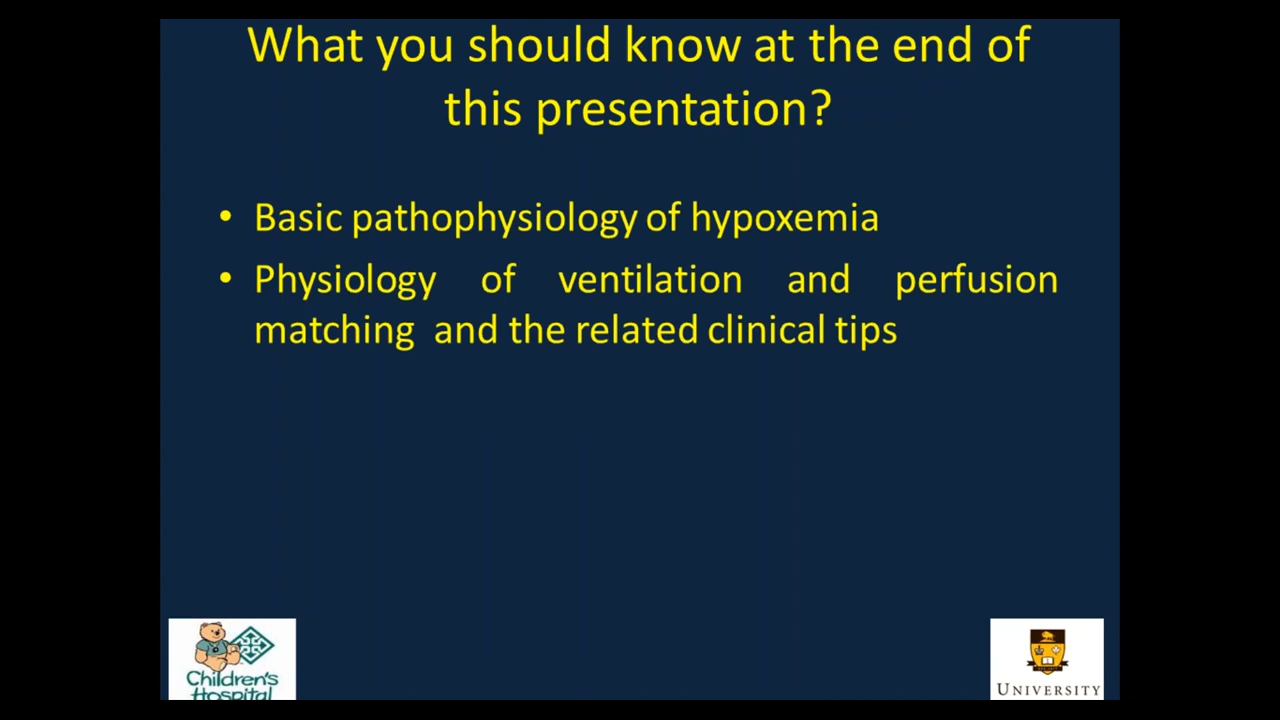 What you should know at the end of
this presentation?
• Basic pathophysiology of hypoxemia
• Physiology of ventilation and perfusion
matching and the related clinical tips
Children's
Hospital
UNIVERSITY